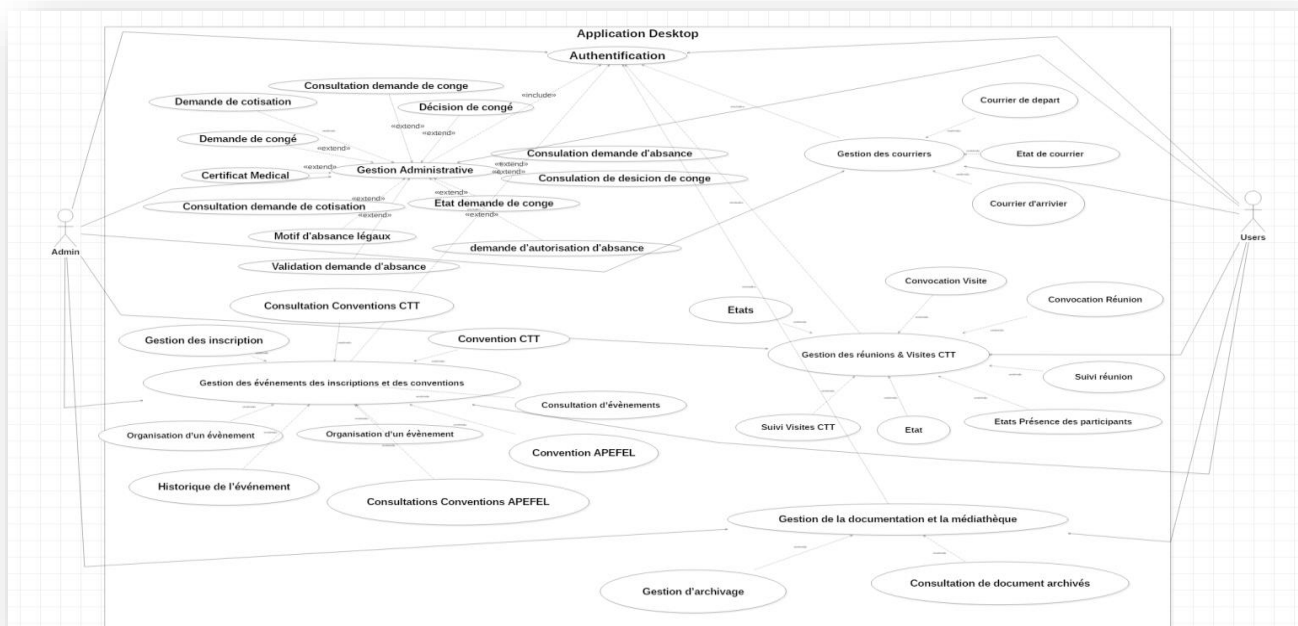 Application Desktop
Authentification
Consultation demande de conge
«include»
Demande de cotisation
Décision de congé
Courrier de depart
«extend»
«extend»
Demande de congé
«extend»
Consulation demande d'absence
Gestion des courriers
Etat de courrier
«extend»
Gestion Administrative
«extend»
«extend»
Certificat Medical
Consulation de desicion de conge
«extend»
Consultation demande de cotisation
«extend»
Etat demande de conge
«extend»
Courrier d'arrivier
Motif d'absence légaux
demande d'autorisation d'absence
Admin
Users
Validation demande d'absence
Convocation Visite
Consultation Conventions CTT
Etats
Convocation Réunion
Gestion des inscription
Convention CTT
Gestion des réunions & Visites CTT
Suivi réunion
Gestion des événements des inscriptions et des conventions
Consultation d'évènements
Organisation d'un évènement
Organisation d'un évènement
Suivi Visites CTT
Etat
Etats Présence des participants
Convention APEFEL
Historique de l'événement
Consultations Conventions APEFEL
Gestion de la documentation et la médiathèque
Gestion d'archivage
Consultation de document archivés